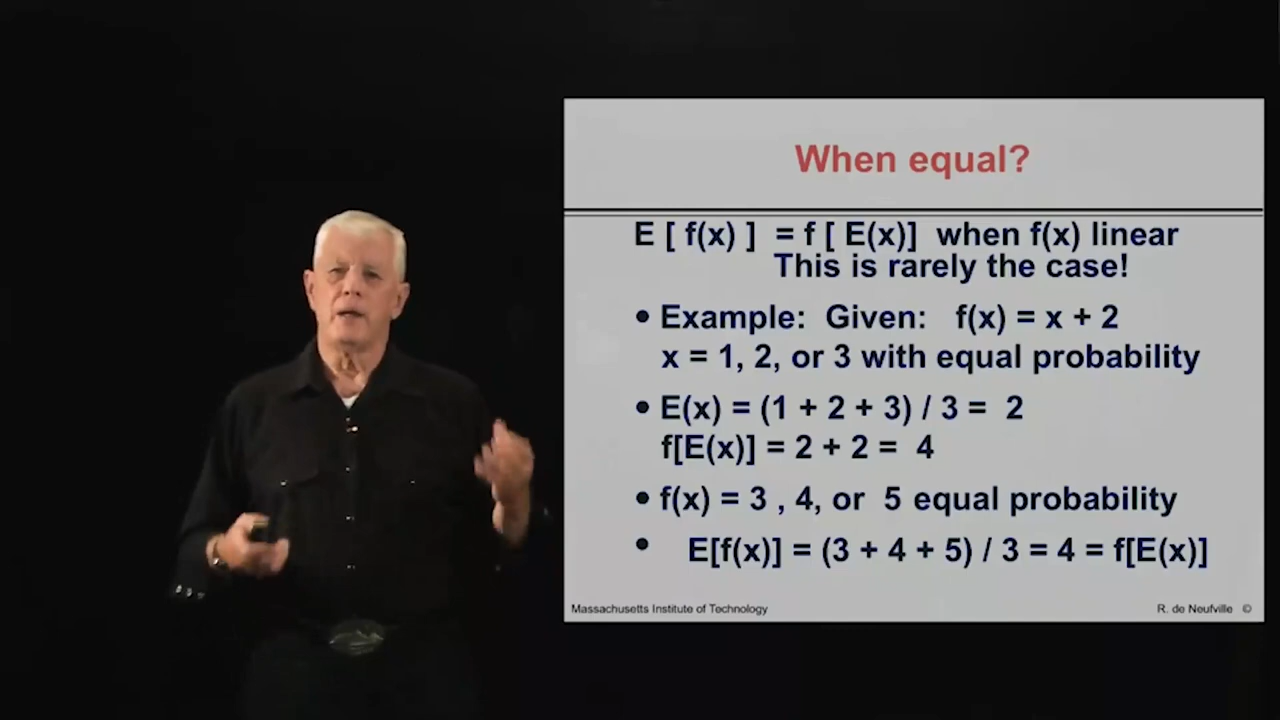 When equal?
E [ f(x) ] = f [ E(x)] when f(x) linear
This is rarely the case!
• Example: Given: f(x) = x + 2
x = 1, 2, or 3 with equal probability
• E(x) = (1 + 2 + 3) / 3 = 2
f[E(x)] = 2 + 2 = 4
• f(x) = 3 , 4, or 5 equal probability
• E[f(x)] = (3 + 4 + 5) / 3 = 4 = f[E(x)]
Massachusetts Institute of Technology
R. de Neufville ©